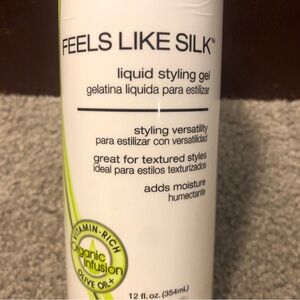 FEELS LIKE SILK™
liquid styling gel
gelatina liquida para estilizar
styling versatility
para estilizar con versatilidad
great for textured styles
ideal para estilos texturizados
adds moisture
humectante
VITAMIN-RICH
Organic
Infusion
OLIVE OIL+
12 fl. oz. (354mL)